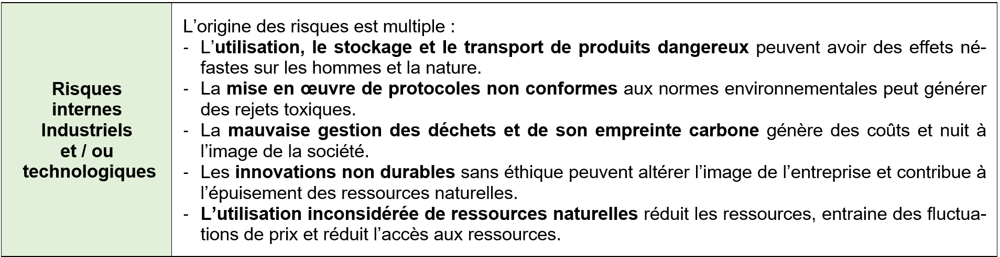 Risques
internes
Industriels
et / ou
technologiques
L’origine des risques est multiple :
- L’utilisation, le stockage et le transport de produits dangereux peuvent avoir des effets né-
fastes sur les hommes et la nature.
- La mise en œuvre de protocoles non conformes aux normes environnementales peut générer
des rejets toxiques.
- La mauvaise gestion des déchets et de son empreinte carbone génère des coûts et nuit à
l’image de la société.
- Les innovations non durables sans éthique peuvent altérer l’image de l’entreprise et contribue à
l’épuisement des ressources naturelles.
- L’utilisation inconsidérée de ressources naturelles réduit les ressources, entraine des fluctua-
tions de prix et réduit l’accès aux ressources.